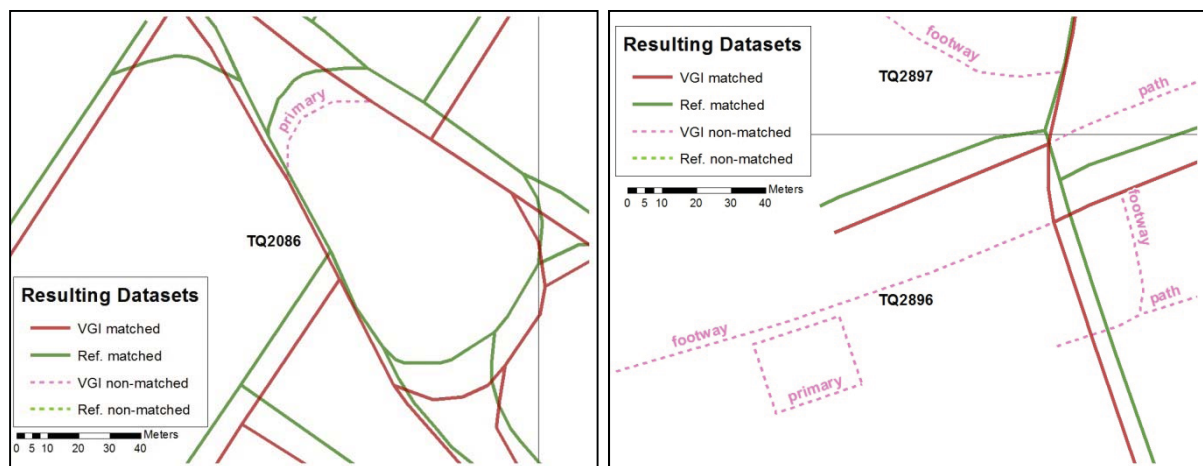 primary
TQ2086
Resulting Datasets
VGI matched
Ref. matched
VGI non-matched
Ref. non-matched
Meters
0 5 10 20 30 40
Resulting Datasets
VGI matched
Ref. matched
VGI non-matched
Ref. non-matched
Meters
0 5 10 20 30 40
footway
TQ2897
path
footway
TQ2896
path
footway
primary